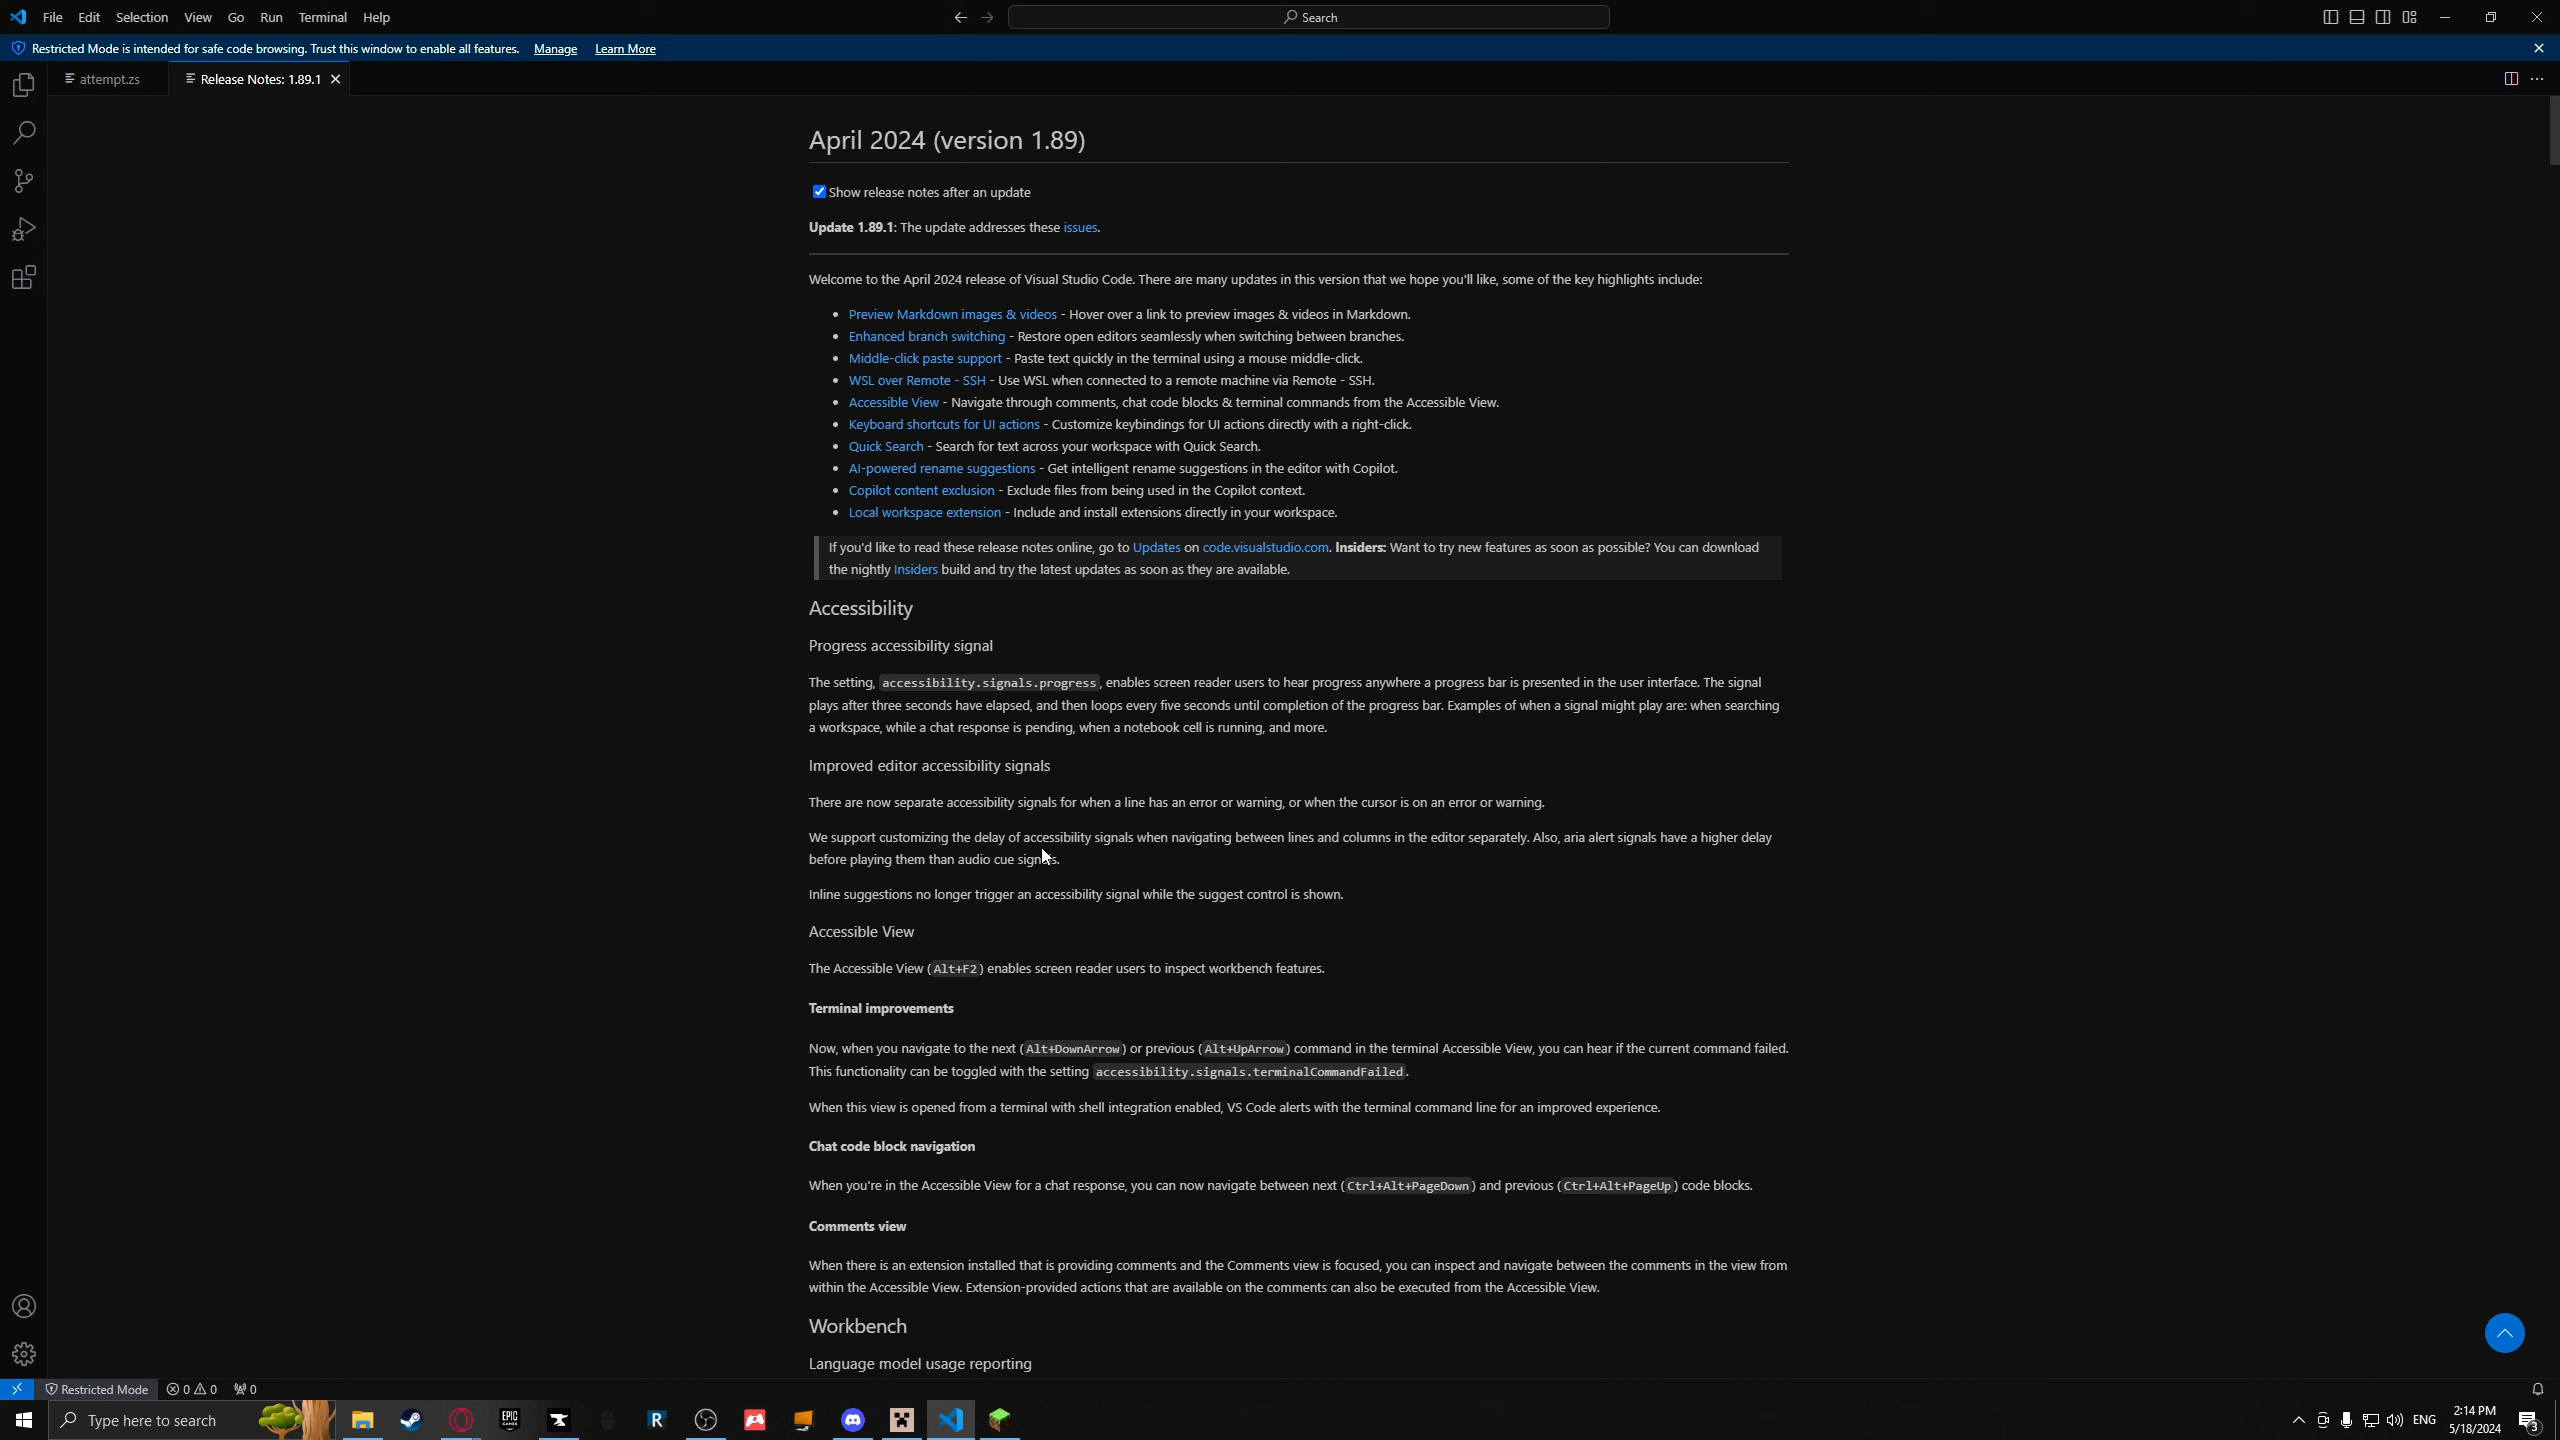 File Edit Selection View Go Run Terminal Help
Search
Restricted Mode is intended for safe code browsing. Trust this window to enable all features. Manage Learn More
attempt.zs
Release Notes: 1.89.1
April 2024 (version 1.89)
Show release notes after an update
Update 1.89.1: The update addresses these issues.
Welcome to the April 2024 release of Visual Studio Code. There are many updates in this version that we hope you'll like, some of the key highlights include:
• Preview Markdown images & videos - Hover over a link to preview images & videos in Markdown.
• Enhanced branch switching - Restore open editors seamlessly when switching between branches.
• Middle-click paste support - Paste text quickly in the terminal using a mouse middle-click.
• WSL over Remote - SSH - Use WSL when connected to a remote machine via Remote - SSH.
• Accessible View - Navigate through comments, chat code blocks & terminal commands from the Accessible View.
• Keyboard shortcuts for UI actions - Customize keybindings for UI actions directly with a right-click.
• Quick Search - Search for text across your workspace with Quick Search.
• AI-powered rename suggestions - Get intelligent rename suggestions in the editor with Copilot.
• Copilot content exclusion - Exclude files from being used in the Copilot context.
• Local workspace extension - Include and install extensions directly in your workspace.
If you'd like to read these release notes online, go to Updates on code.visualstudio.com. Insiders: Want to try new features as soon as possible? You can download
the nightly Insiders build and try the latest updates as soon as they are available.
Accessibility
Progress accessibility signal
The setting, accessibility.signals.progress, enables screen reader users to hear progress anywhere a progress bar is presented in the user interface. The signal
plays after three seconds have elapsed, and then loops every five seconds until completion of the progress bar. Examples of when a signal might play are: when searching
a workspace, while a chat response is pending, when a notebook cell is running, and more.
Improved editor accessibility signals
There are now separate accessibility signals for when a line has an error or warning, or when the cursor is on an error or warning.
We support customizing the delay of accessibility signals when navigating between lines and columns in the editor separately. Also, aria alert signals have a higher delay
before playing them than audio cue signals.
Inline suggestions no longer trigger an accessibility signal while the suggest control is shown.
Accessible View
The Accessible View (Alt+F2) enables screen reader users to inspect workbench features.
Terminal improvements
Now, when you navigate to the next (Alt+DownArrow) or previous (Alt+UpArrow) command in the terminal Accessible View, you can hear if the current command failed.
This functionality can be toggled with the setting accessibility.signals.terminalCommandFailed.
When this view is opened from a terminal with shell integration enabled, VS Code alerts with the terminal command line for an improved experience.
Chat code block navigation
When you're in the Accessible View for a chat response, you can now navigate between next (Ctrl+Alt+PageDown) and previous (Ctrl+Alt+PageUp) code blocks.
Comments view
When there is an extension installed that is providing comments and the Comments view is focused, you can inspect and navigate between the comments in the view from
within the Accessible View. Extension-provided actions that are available on the comments can also be executed from the Accessible View.
Workbench
Language model usage reporting
Restricted Mode 0 0 0
Type here to search
EPIC GAMES
R
ENG
2:14 PM
5/18/2024
3